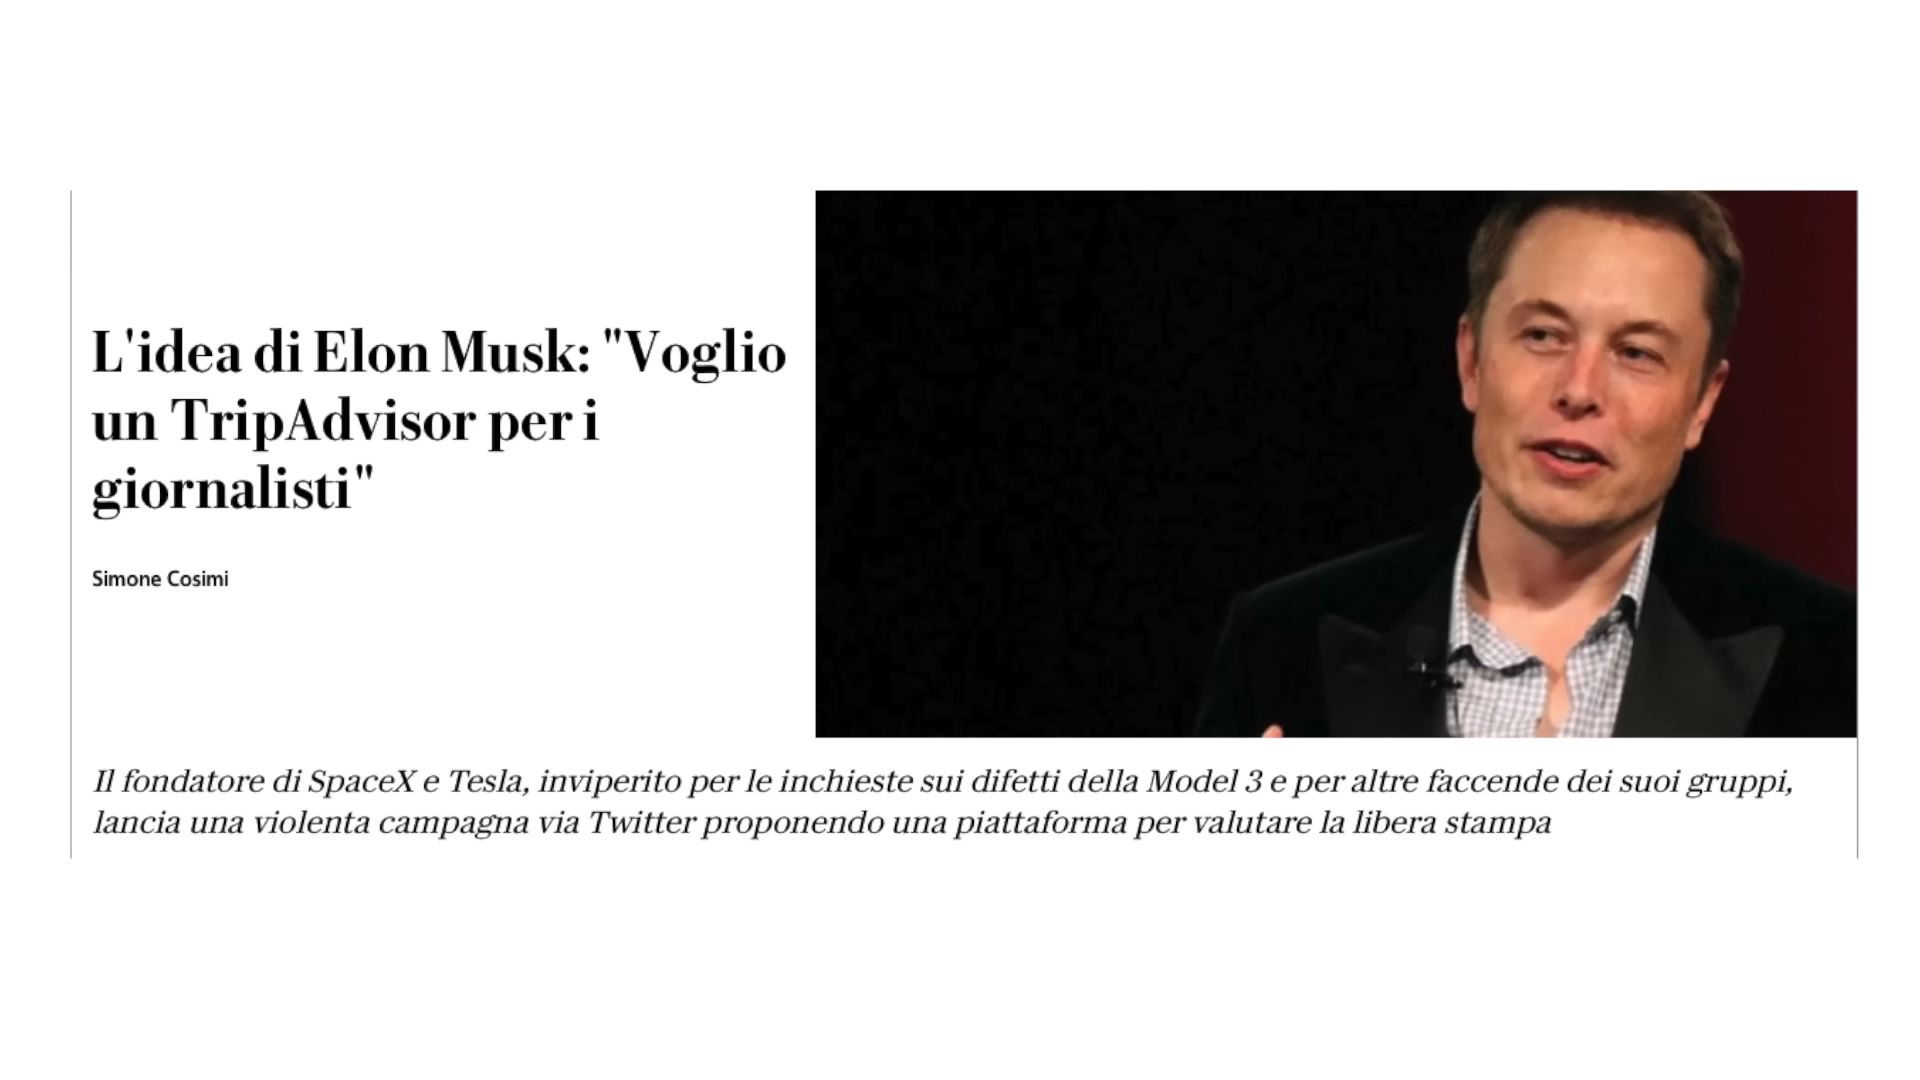 L'idea di Elon Musk: "Voglio
un TripAdvisor per i
giornalisti"
Simone Cosimi
Il fondatore di SpaceX e Tesla, inviperito per le inchieste sui difetti della Model 3 e per altre faccende dei suoi gruppi,
lancia una violenta campagna via Twitter proponendo una piattaforma per valutare la libera stampa